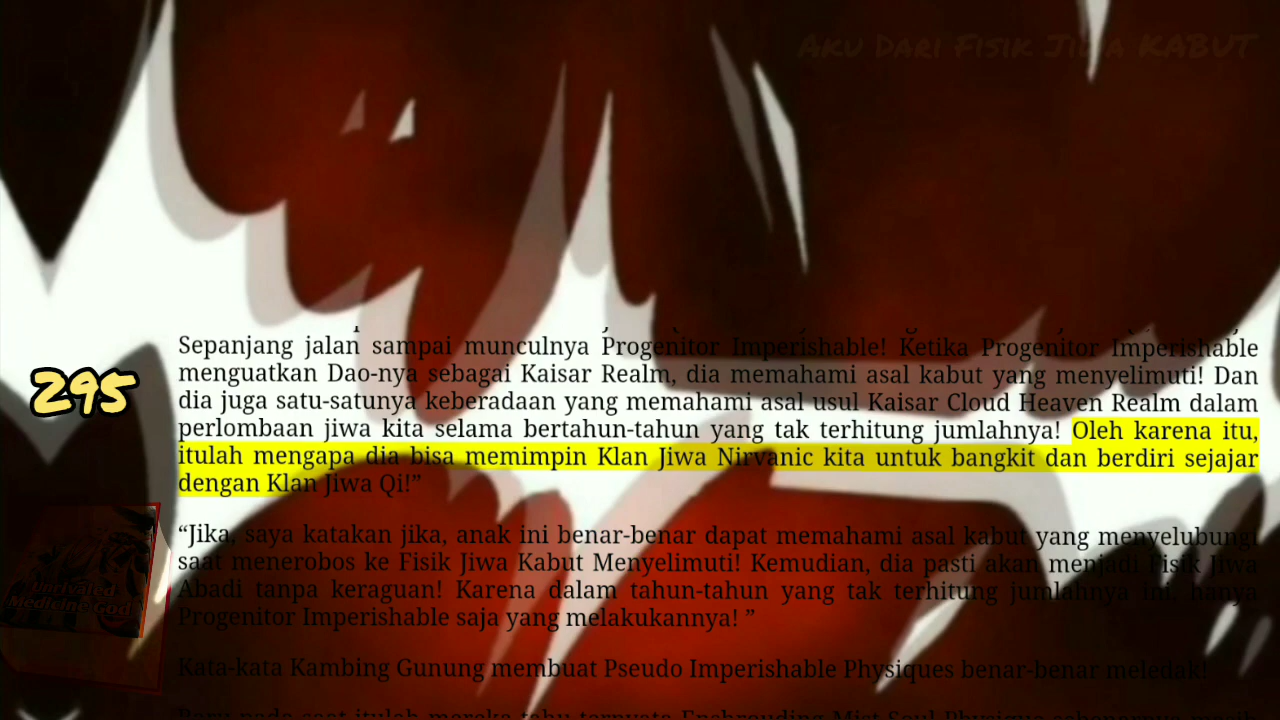 Aku Dari Fisik Jiwa KABUT
Sepanjang jalan sampai munculnya Progenitor Imperishable! Ketika Progenitor Imperishable
menguatkan Dao-nya sebagai Kaisar Realm, dia memahami asal kabut yang menyelimuti! Dan
295
dia juga satu-satunya keberadaan yang memahami asal usul Kaisar Cloud Heaven Realm dalam
perlombaan jiwa kita selama bertahun-tahun yang tak terhitung jumlahnya! Oleh karena itu,
itulah mengapa dia bisa memimpin Klan Jiwa Nirvanic kita untuk bangkit dan berdiri sejajar
dengan Klan Jiwa Qi!”
“Jika, saya katakan jika, anak ini benar-benar dapat memahami asal kabut yang menyelubungi
saat menerobos ke Fisik Jiwa Kabut Menyelimuti! Kemudian, dia pasti akan menjadi Fisik Jiwa
Abadi tanpa keraguan! Karena dalam tahun-tahun yang tak terhitung jumlahnya ini, hanya
Progenitor Imperishable saja yang melakukannya! ”
Unrivaled
Medicine God
Kata-kata Kambing Gunung membuat Pseudo Imperishable Physiques benar-benar meledak!